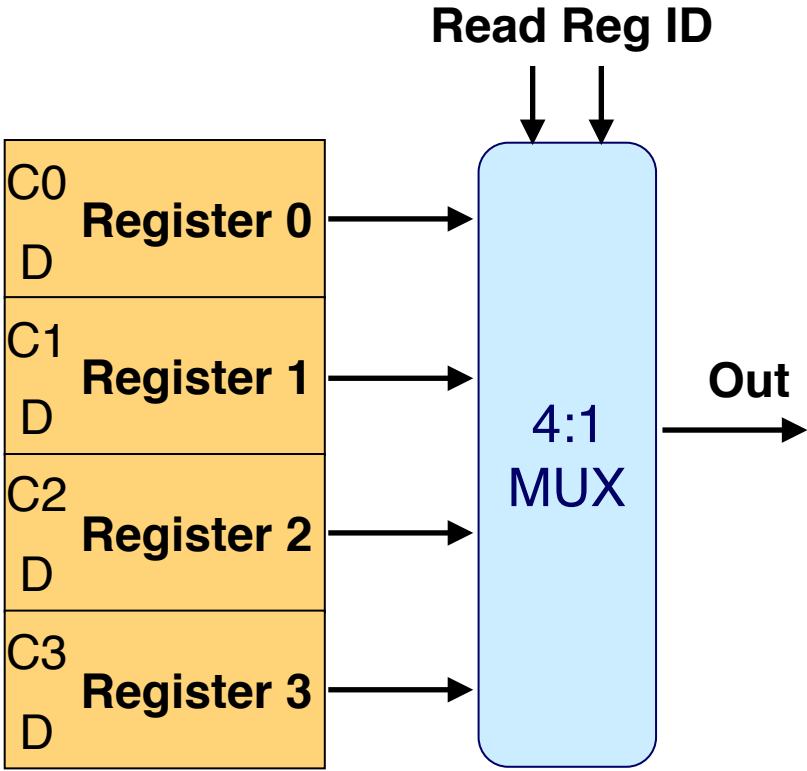 Read Reg ID
C0
Register 0
D
C1
Register 1
D
C2
Register 2
D
C3
Register 3
D
4:1
MUX
Out